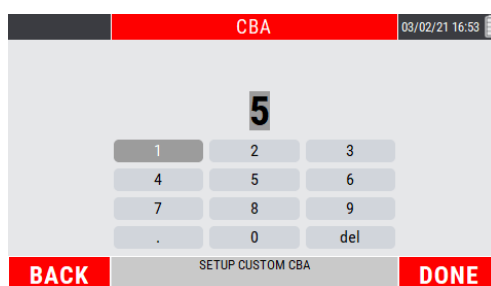 CBA 03/02/21 16:53
5
1 2 3
4 5 6
7 8 9
. 0 del
BACK SETUP CUSTOM CBA DONE